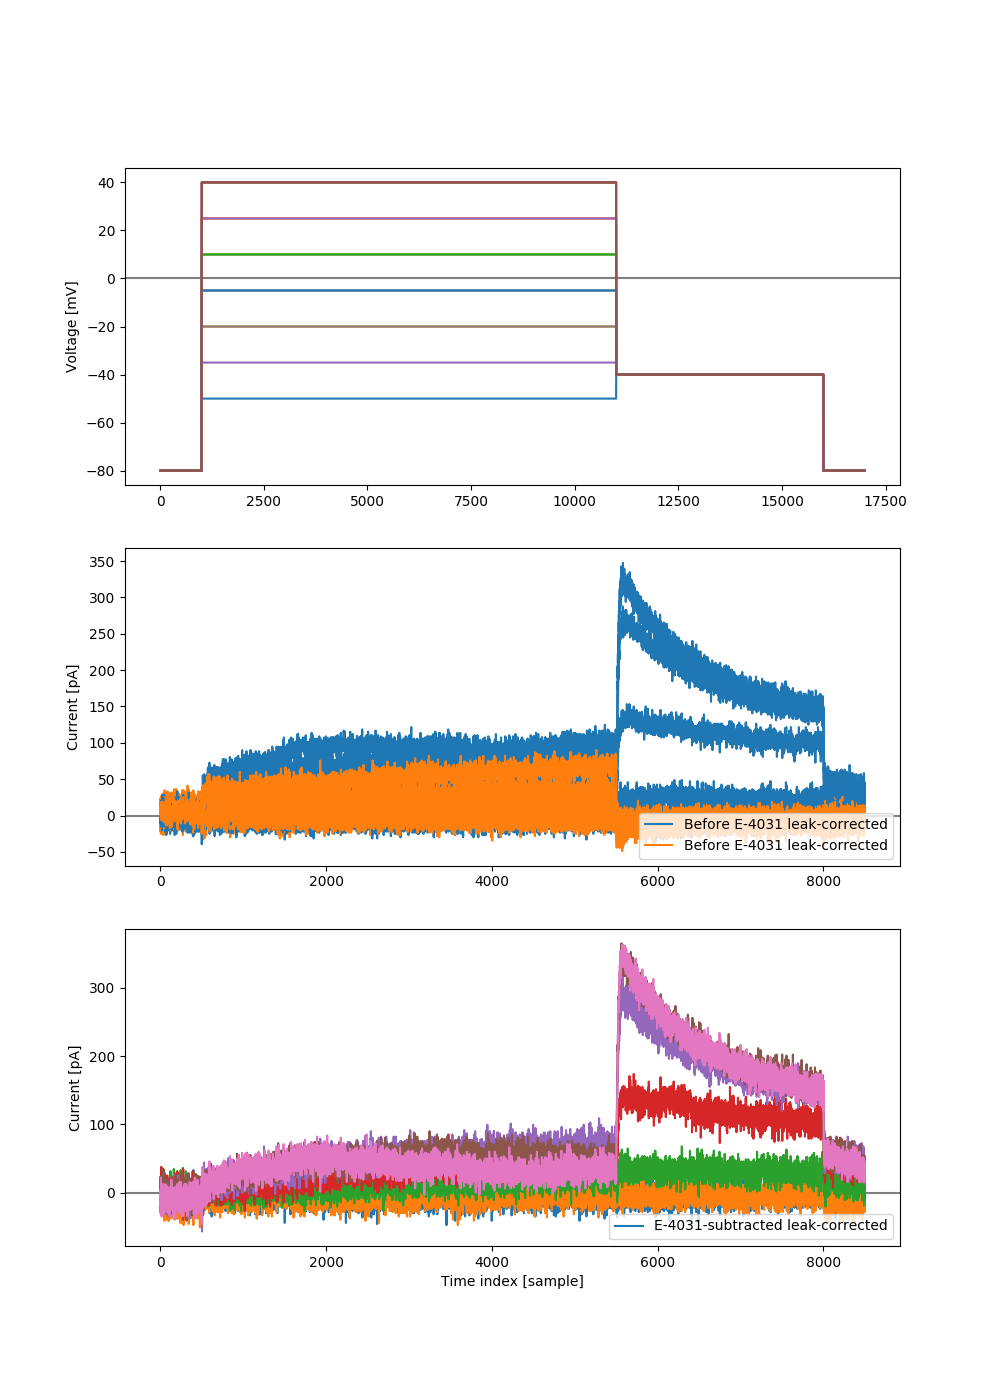 40
20
0
−20
−40
−60
−80
Voltage [mV]
0 2500 5000 7500 10000 12500 15000 17500
350
300
250
200
150
100
50
0
−50
Current [pA]
Before E-4031 leak-corrected
Before E-4031 leak-corrected
0 2000 4000 6000 8000
300
200
100
0
Current [pA]
E-4031-subtracted leak-corrected
0 2000 4000 6000 8000
Time index [sample]